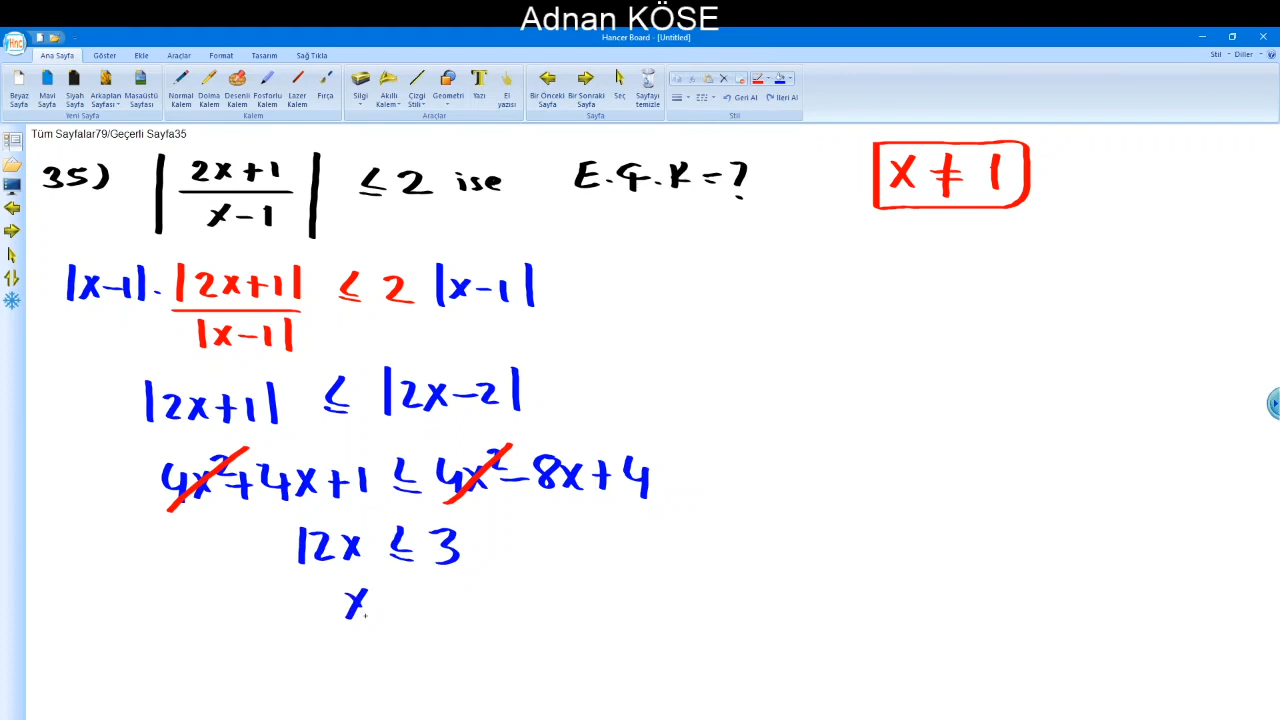 Adnan KÖSE
Hancer Board - [Untitled]
Ana Sayfa Göster Ekle Araçlar Format Tasarım Sağ Tıkla Stil Diller
Beyaz Sayfa Mavi Sayfa Siyah Sayfa Arkaplan Sayfası Masaüstü Sayfası Normal Kalem Dolma Kalem Desenli Kalem Fosforlu Kalem Lazer Kalem Fırça Silgi Akıllı Kalem Çizgi Stili Geometri Yazı El yazısı Bir Önceki Sayfa Bir Sonraki Sayfa Seç Sayfayı temizle Geri Al İleri Al
Yeni Sayfa Kalem Araçlar Sayfa Stil
Tüm Sayfalar79/Geçerli Sayfa35
35) |(2x+1)/(x-1)| ≤ 2 ise E.G.K=? x ≠ 1
|x-1|. |2x+1|/|x-1| ≤ 2 |x-1|
|2x+1| ≤ |2x-2|
4x²+4x+1 ≤ 4x²-8x+4
12x ≤ 3
x